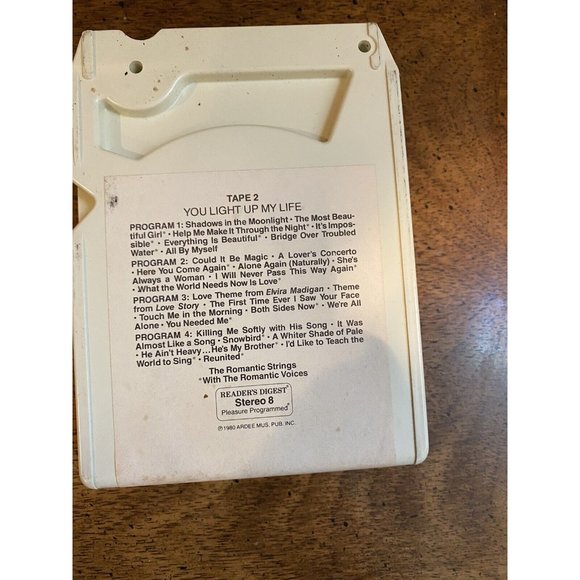 TAPE 2
YOU LIGHT UP MY LIFE
PROGRAM 1: Shadows in the Moonlight • The Most Beau-
tiful Girl* • Help Me Make It Through the Night* • It's Impos-
sible* • Everything Is Beautiful* • Bridge Over Troubled
Water* • All By Myself
PROGRAM 2: Could It Be Magic • A Lover's Concerto
• Here You Come Again* • Alone Again (Naturally) • She's
Always a Woman • I Will Never Pass This Way Again*
• What the World Needs Now Is Love*
PROGRAM 3: Love Theme from Elvira Madigan • Theme
from Love Story • The First Time Ever I Saw Your Face
• Touch Me in the Morning • Both Sides Now* • We're All
Alone • You Needed Me*
PROGRAM 4: Killing Me Softly with His Song • It Was
Almost Like a Song • Snowbird* • A Whiter Shade of Pale
• He Ain't Heavy...He's My Brother* • I'd Like to Teach the
World to Sing* • Reunited*
The Romantic Strings
*With The Romantic Voices
READER'S DIGEST®
Stereo 8
Pleasure Programmed®
℗1980 ARDEE MUS. PUB. INC.